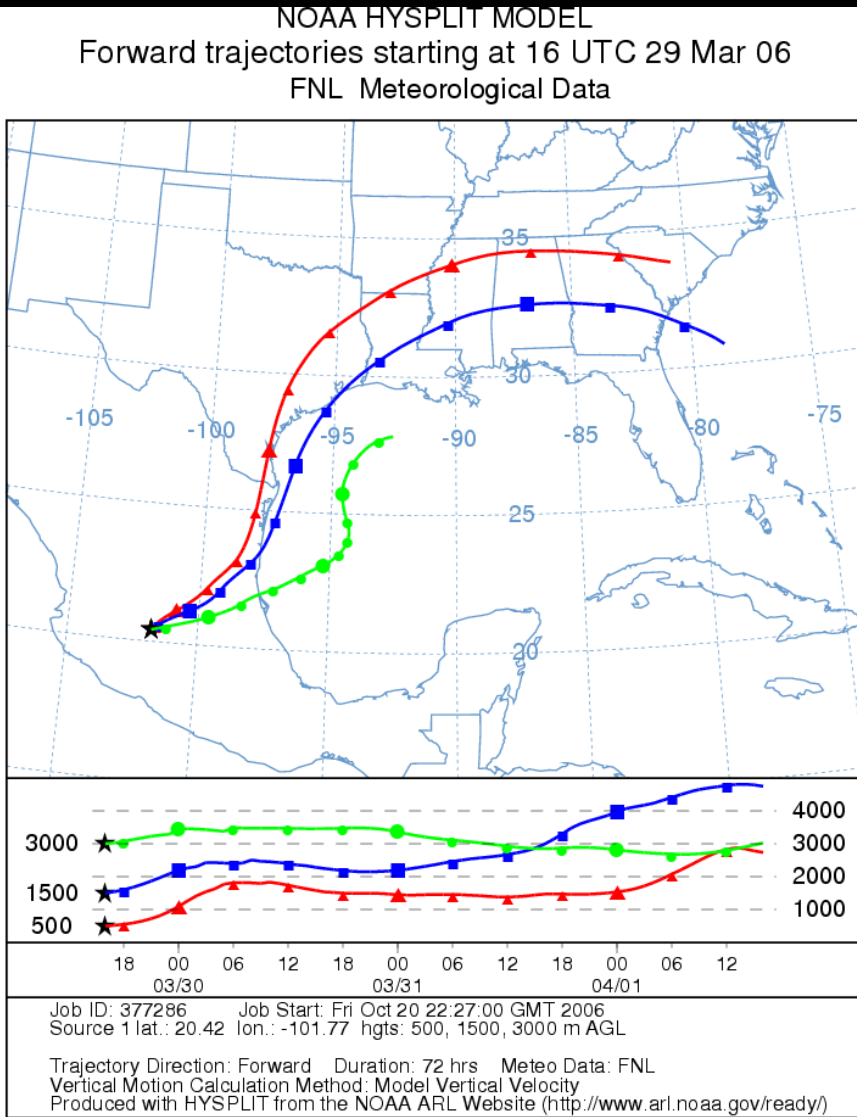 NOAA HYSPLIT MODEL
Forward trajectories starting at 16 UTC 29 Mar 06
FNL Meteorological Data
35
30
-105
-100
-95
-90
-85
-80
-75
25
20
4000
3000 3000
2000
1500
1000
500
18 00 06 12 18 00 06 12 18 00 06 12
03/30 03/31 04/01
Job ID: 377286 Job Start: Fri Oct 20 22:27:00 GMT 2006
Source 1 lat.: 20.42 lon.: -101.77 hgts: 500, 1500, 3000 m AGL
Trajectory Direction: Forward Duration: 72 hrs Meteo Data: FNL
Vertical Motion Calculation Method: Model Vertical Velocity
Produced with HYSPLIT from the NOAA ARL Website (http://www.arl.noaa.gov/ready/)